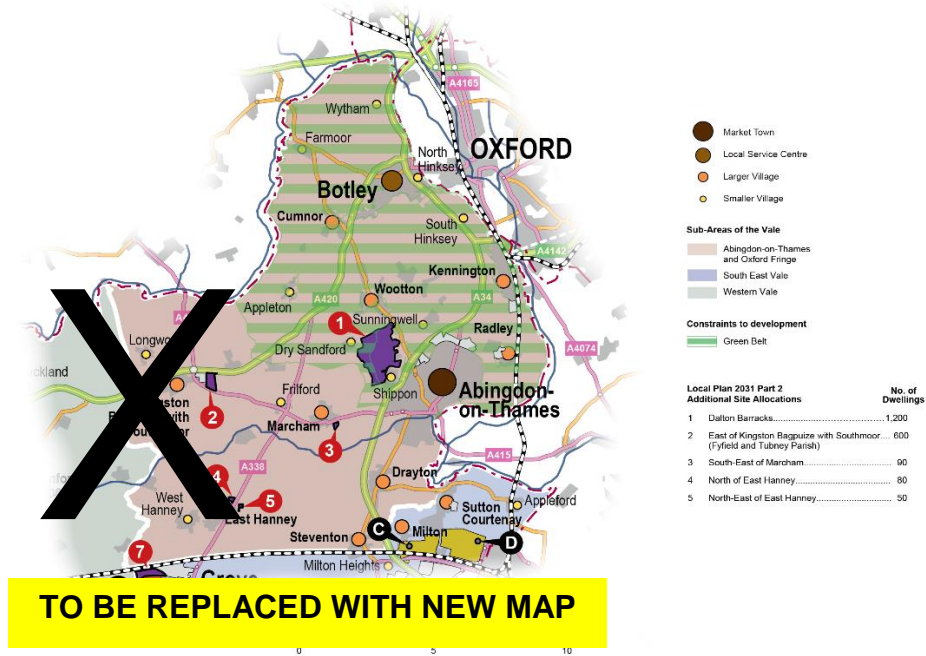 A4165
Wytham
Farmoor
North
Hinksey
OXFORD
Botley
Cumnor
South
Hinksey
A4142
Kennington
Wootton
A420
A34
Appleton
Sunningwell
1
Dry Sandford
Radley
A4074
Shippon
Abingdon-
on-Thames
2
Frilford
Marcham
3
A415
A338
Drayton
4
5
West
Hanney
East Hanney
Appleford
Sutton
Courtenay
C
Milton
D
Steventon
7
Milton Heights
TO BE REPLACED WITH NEW MAP
0 5 10
Market Town
Local Service Centre
Larger Village
Smaller Village
Sub-Areas of the Vale
Abingdon-on-Thames
and Oxford Fringe
South East Vale
Western Vale
Constraints to development
Green Belt
Local Plan 2031 Part 2 No. of
Additional Site Allocations Dwellings
1 Dalton Barracks 1,200
2 East of Kingston Bagpuize with Southmoor 600
(Fyfield and Tubney Parish)
3 South-East of Marcham 90
4 North of East Hanney 80
5 North-East of East Hanney 50